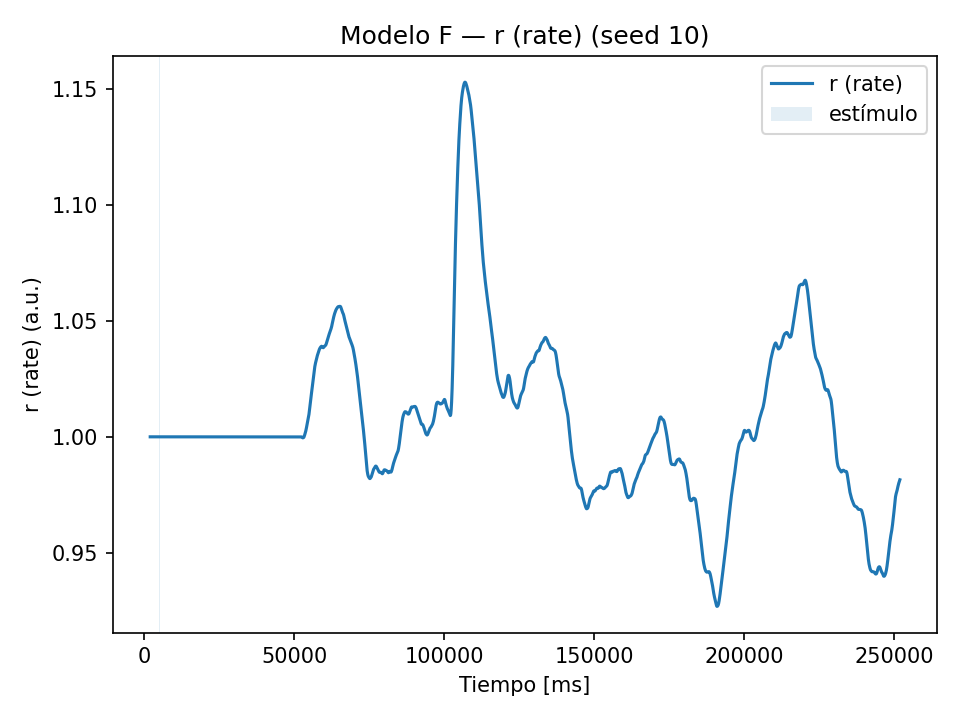 Modelo F — r (rate) (seed 10)
r (rate)
estímulo
r (rate) (a.u.)
1.15
1.10
1.05
1.00
0.95
0
50000
100000
150000
200000
250000
Tiempo [ms]